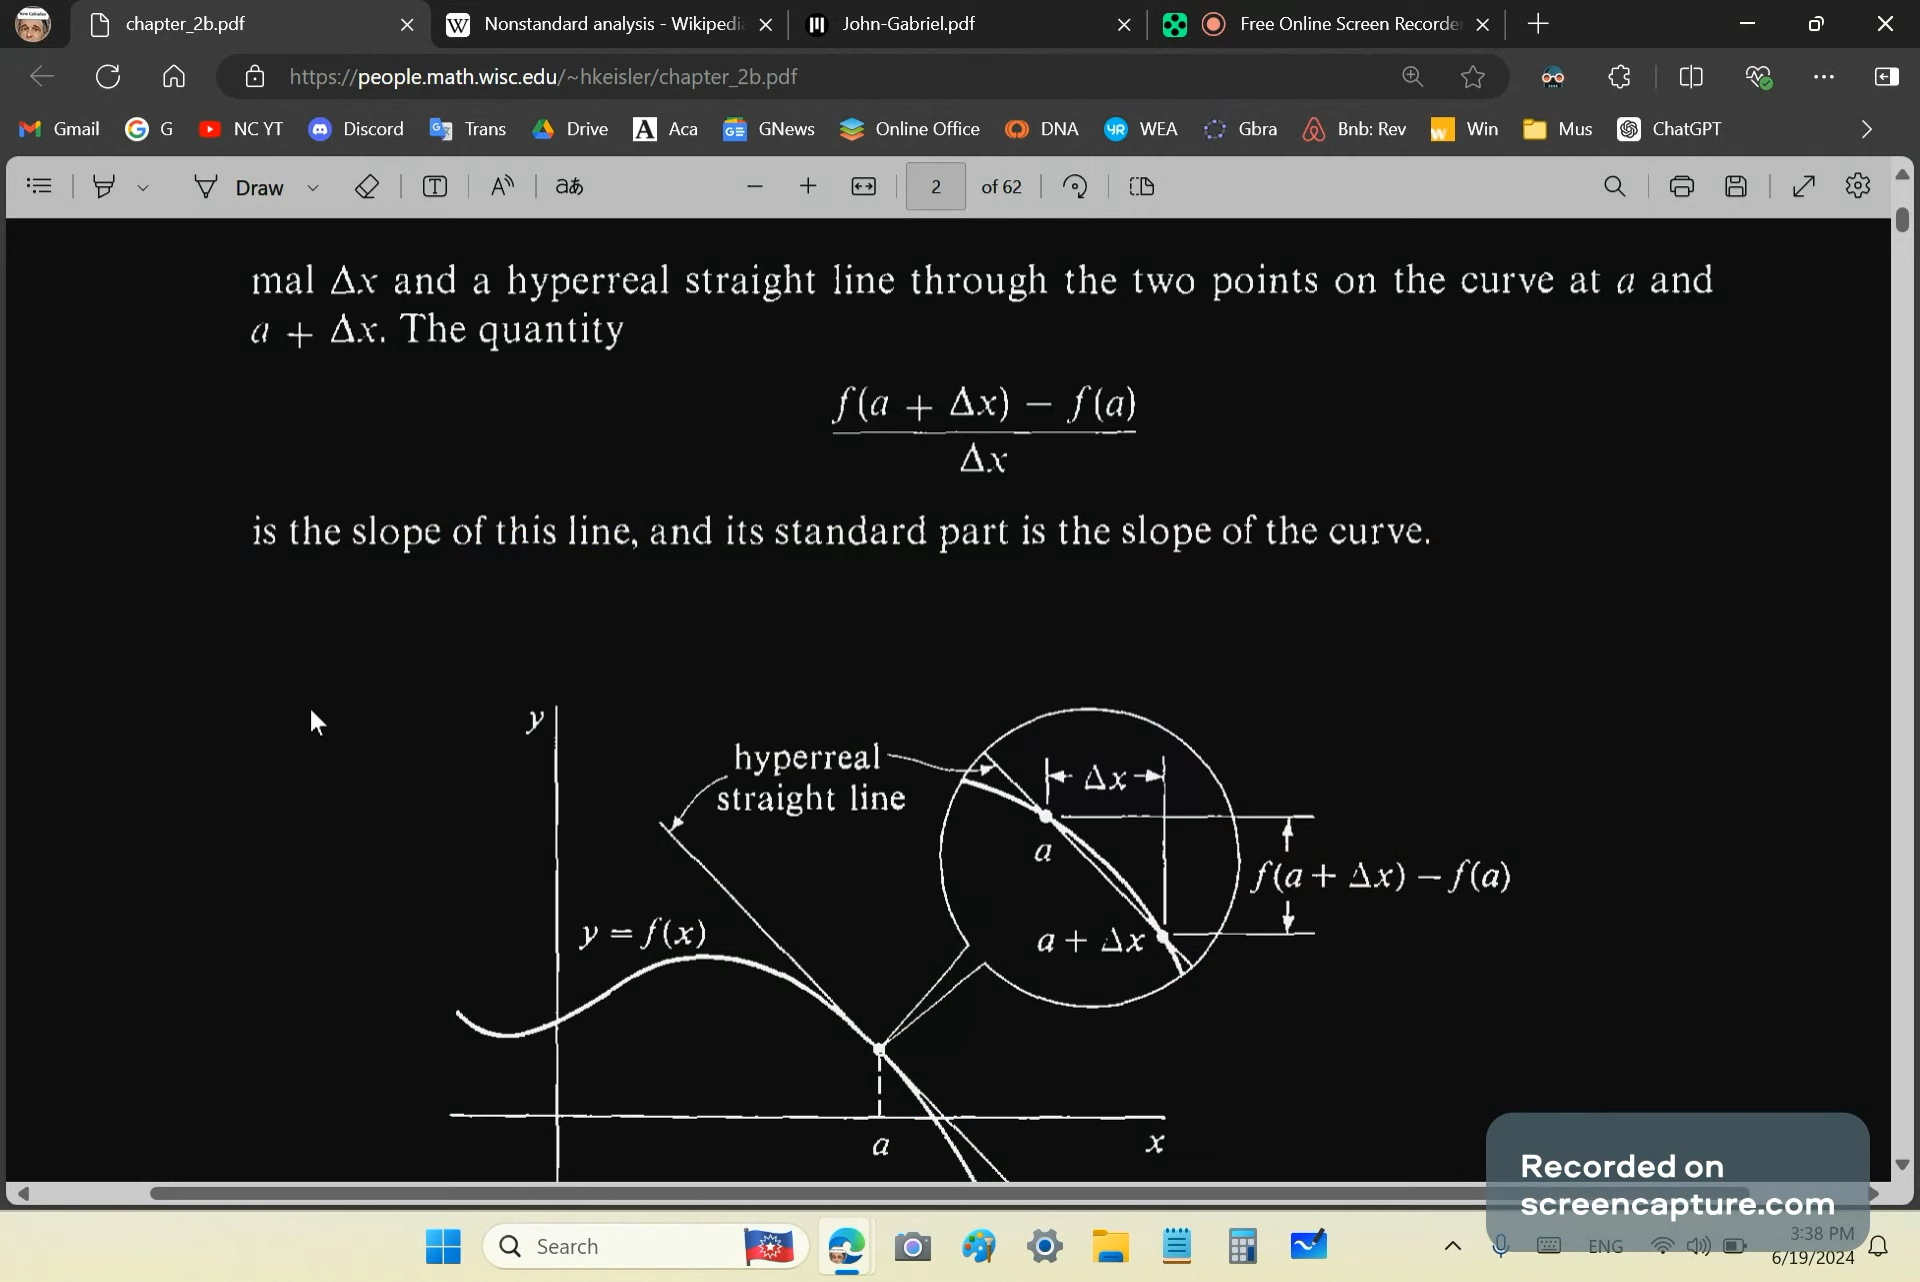 chapter_2b.pdf
Nonstandard analysis - Wikipedi
John-Gabriel.pdf
Free Online Screen Recorde
https://people.math.wisc.edu/~hkeisler/chapter_2b.pdf
Gmail G NC YT Discord Trans Drive Aca GNews Online Office DNA WEA Gbra Bnb: Rev Win Mus ChatGPT
Draw 2 of 62
mal Δx and a hyperreal straight line through the two points on the curve at a and
a + Δx. The quantity
f(a + Δx) − f(a)
Δx
is the slope of this line, and its standard part is the slope of the curve.
y
hyperreal
straight line
Δx
a
f(a + Δx) − f(a)
y = f(x)
a + Δx
a
x
Recorded on
screencapture.com
Search
ENG
3:38 PM
6/19/2024